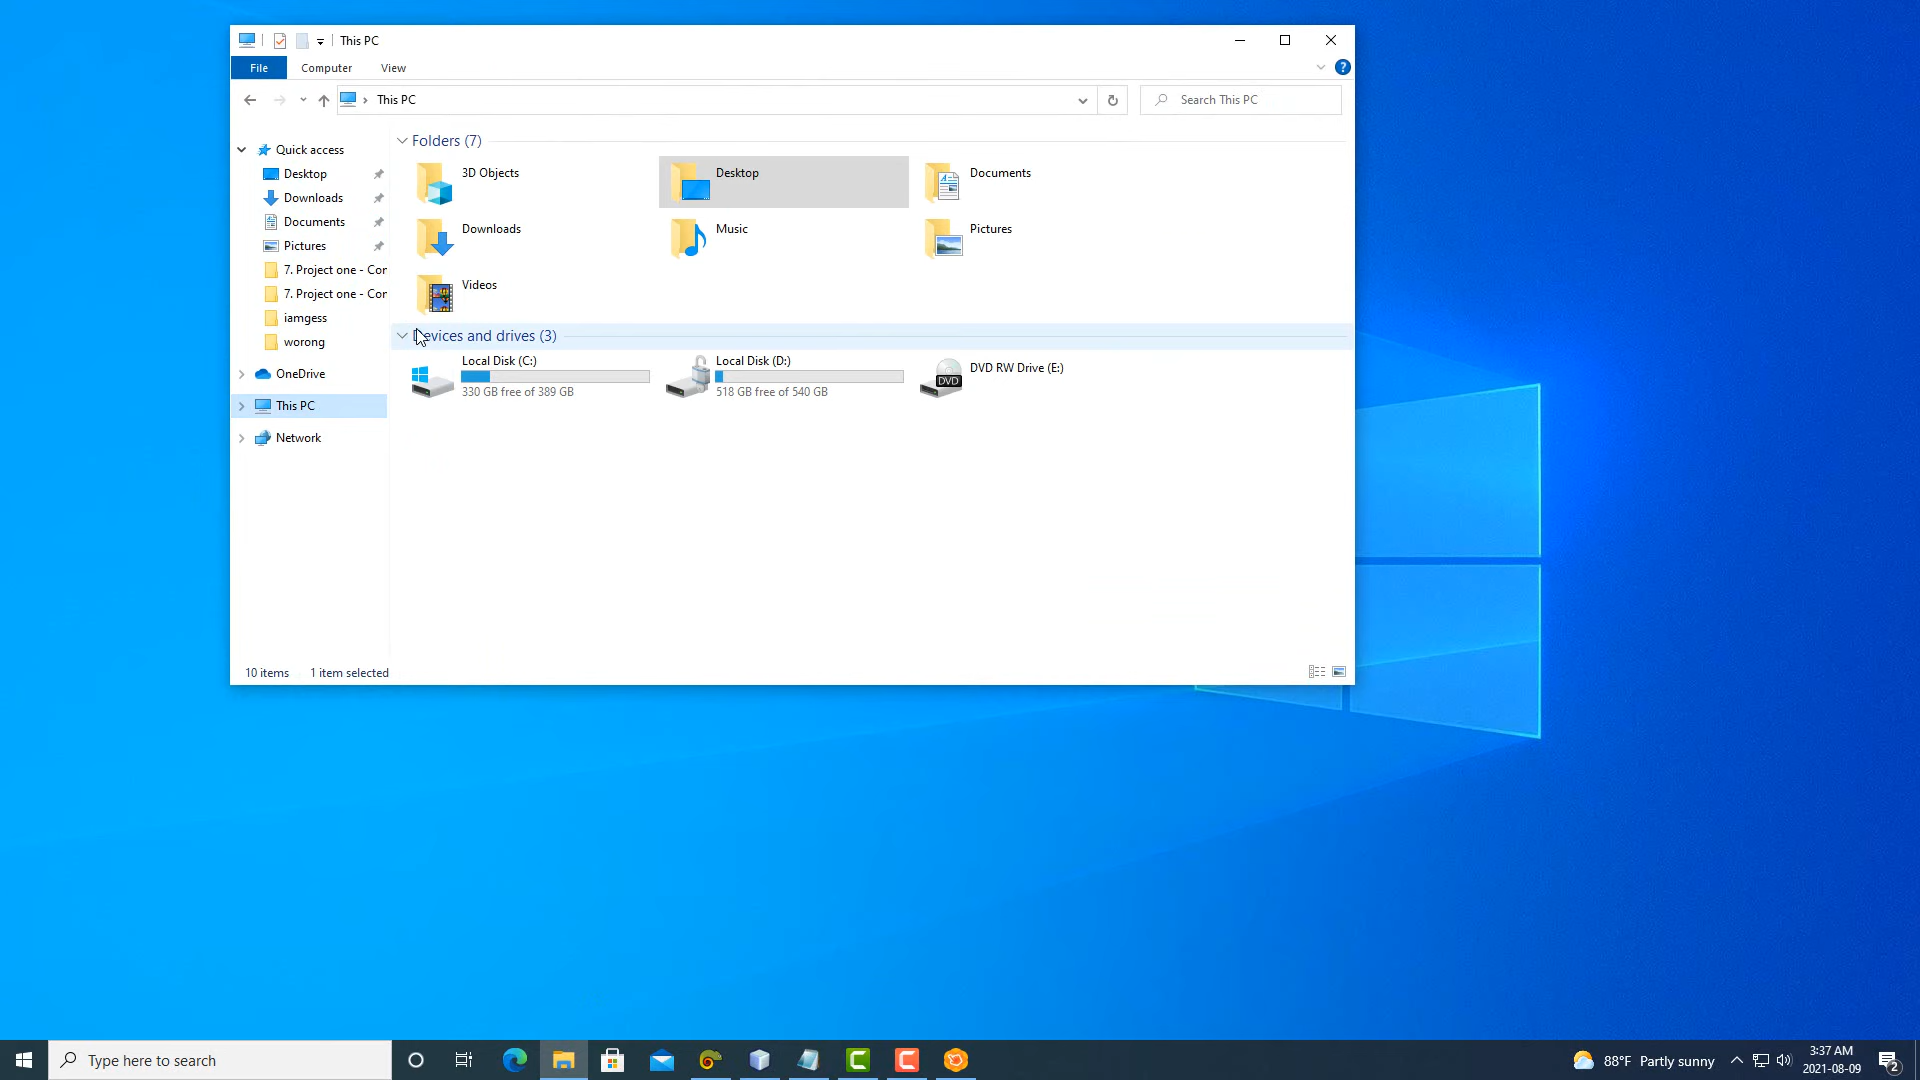 This PC
File Computer View
This PC
Search This PC
Quick access
Desktop
Downloads
Documents
Pictures
7. Project one - Cor
7. Project one - Cor
iamgess
worong
OneDrive
This PC
Network
Folders (7)
3D Objects
Desktop
Documents
Downloads
Music
Pictures
Videos
Devices and drives (3)
Local Disk (C:)
330 GB free of 389 GB
Local Disk (D:)
518 GB free of 540 GB
DVD RW Drive (E:)
DVD
10 items 1 item selected
Type here to search
88°F Partly sunny
3:37 AM
2021-08-09
2